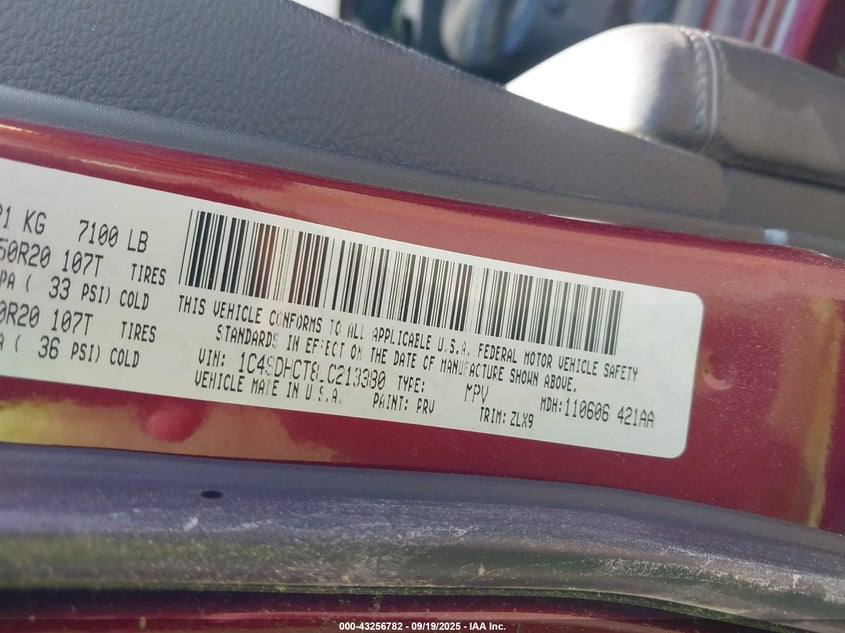 21 KG 7100 LB
50R20 107T TIRES
PA ( 33 PSI) COLD
0R20 107T TIRES
A ( 36 PSI) COLD
THIS VEHICLE CONFORMS TO ALL APPLICABLE U.S.A. FEDERAL MOTOR VEHICLE SAFETY
STANDARDS IN EFFECT ON THE DATE OF MANUFACTURE SHOWN ABOVE.
VIN: 1C4SDHCT8LC213380 TYPE: MPV MDH:110606 421AA
VEHICLE MADE IN U.S.A. PAINT: PRV TRIM: ZLX9
000-43256782 - 09/19/2025 - IAA Inc.